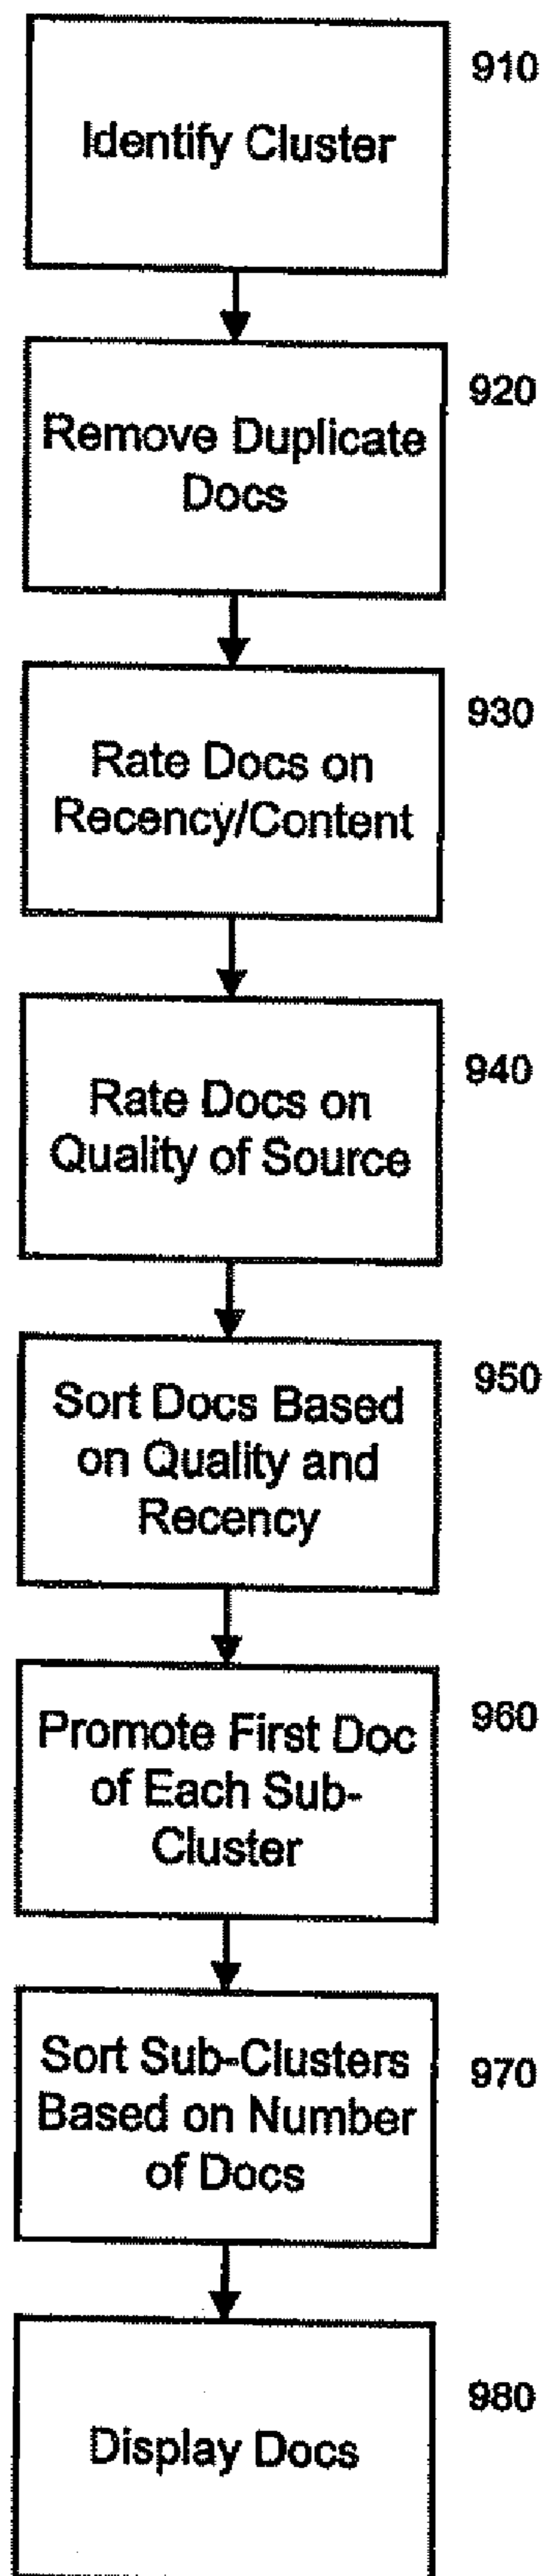 910
Identify Cluster
920
Remove Duplicate
Docs
930
Rate Docs on
Recency/Content
940
Rate Docs on
Quality of Source
950
Sort Docs Based
on Quality and
Recency
960
Promote First Doc
of Each Sub-
Cluster
970
Sort Sub-Clusters
Based on Number
of Docs
980
Display Docs